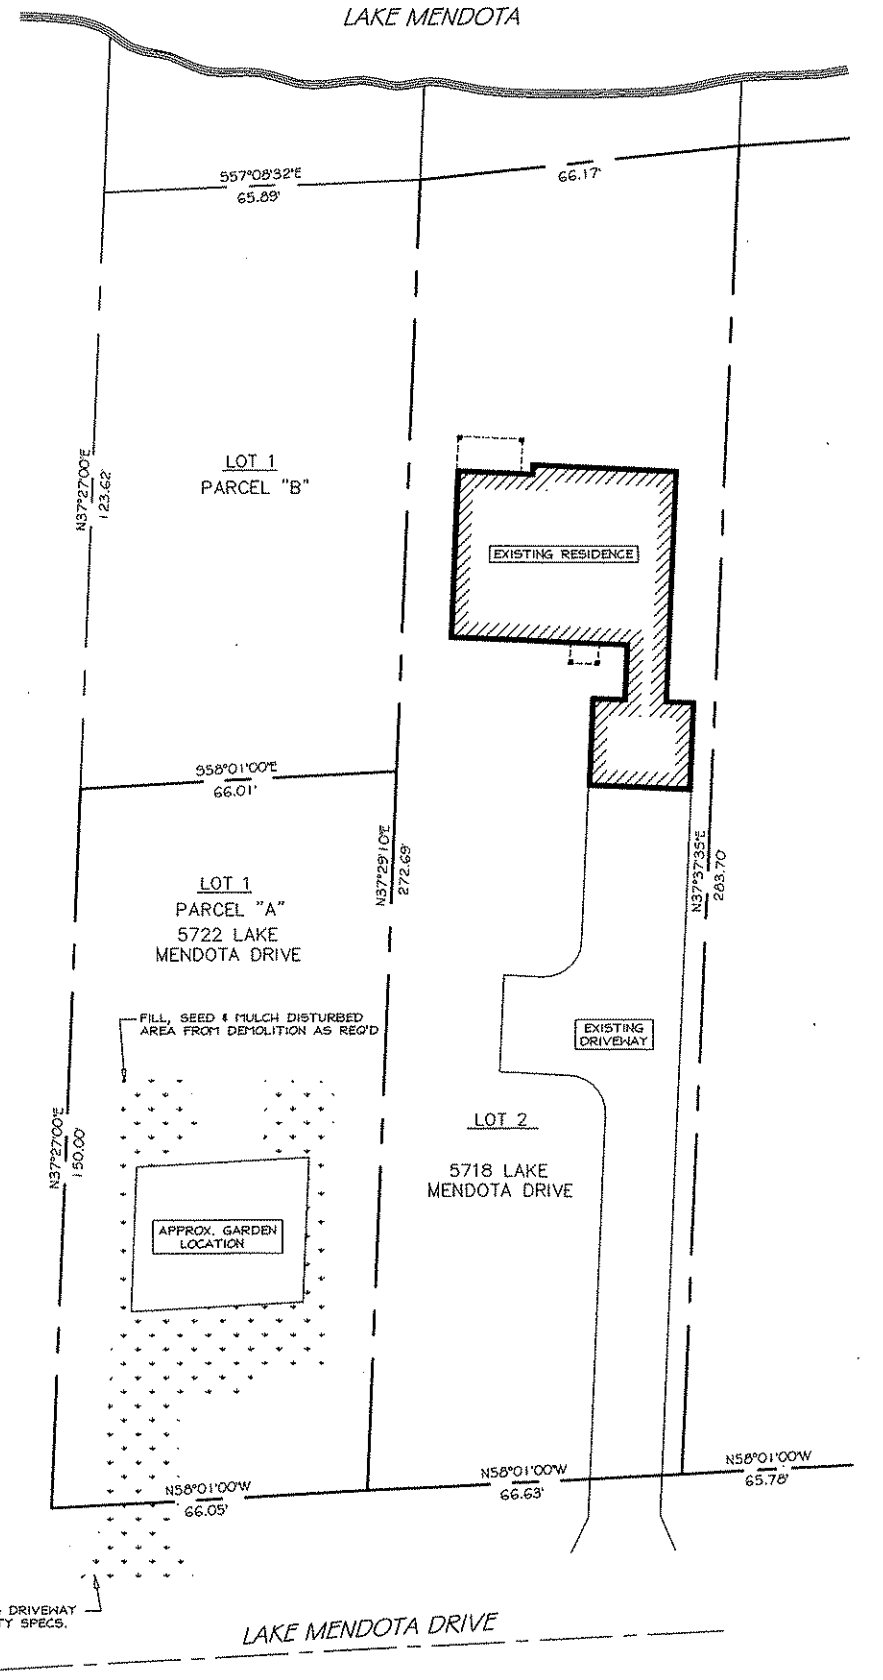 LAKE MENDOTA
S57°08'32"E
65.89'
66.17'
N37°27'00"E
123.62'
LOT 1
PARCEL "B"
EXISTING RESIDENCE
S58°01'00"E
66.01'
N37°29'10"E
272.69'
N37°37'35"E
283.70'
LOT 1
PARCEL "A"
5722 LAKE
MENDOTA DRIVE
FILL, SEED & MULCH DISTURBED
AREA FROM DEMOLITION AS REQ'D
EXISTING
DRIVEWAY
N37°27'00"E
150.00'
LOT 2
5718 LAKE
MENDOTA DRIVE
APPROX. GARDEN
LOCATION
N58°01'00"W
66.05'
N58°01'00"W
66.63'
N58°01'00"W
65.78'
DRIVEWAY
TY SPECS.
LAKE MENDOTA DRIVE